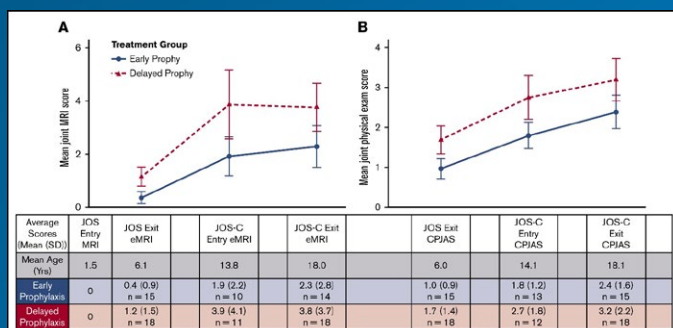 A
B
Treatment Group
Early Prophy
Delayed Prophy
Mean joint MRI score
6
4
2
0
Mean joint physical exam score
4
3
2
1
0
Average Scores (Mean (SD)) JOS Entry MRI JOS Exit eMRI JOS-C Entry eMRI JOS-C Exit eMRI JOS Exit CPJAS JOS-C Entry CPJAS JOS-C Exit CPJAS
Mean Age (Yrs) 1.5 6.1 13.8 18.0 6.0 14.1 18.1
Early Prophylaxis 0 0.4 (0.9) n = 15 1.9 (2.2) n = 10 2.3 (2.8) n = 14 1.0 (0.9) n = 15 1.8 (1.2) n = 13 2.4 (1.6) n = 15
Delayed Prophylaxis 0 1.2 (1.5) n = 18 3.9 (4.1) n = 11 3.8 (3.7) n = 18 1.7 (1.4) n = 18 2.7 (1.8) n = 12 3.2 (2.2) n = 18